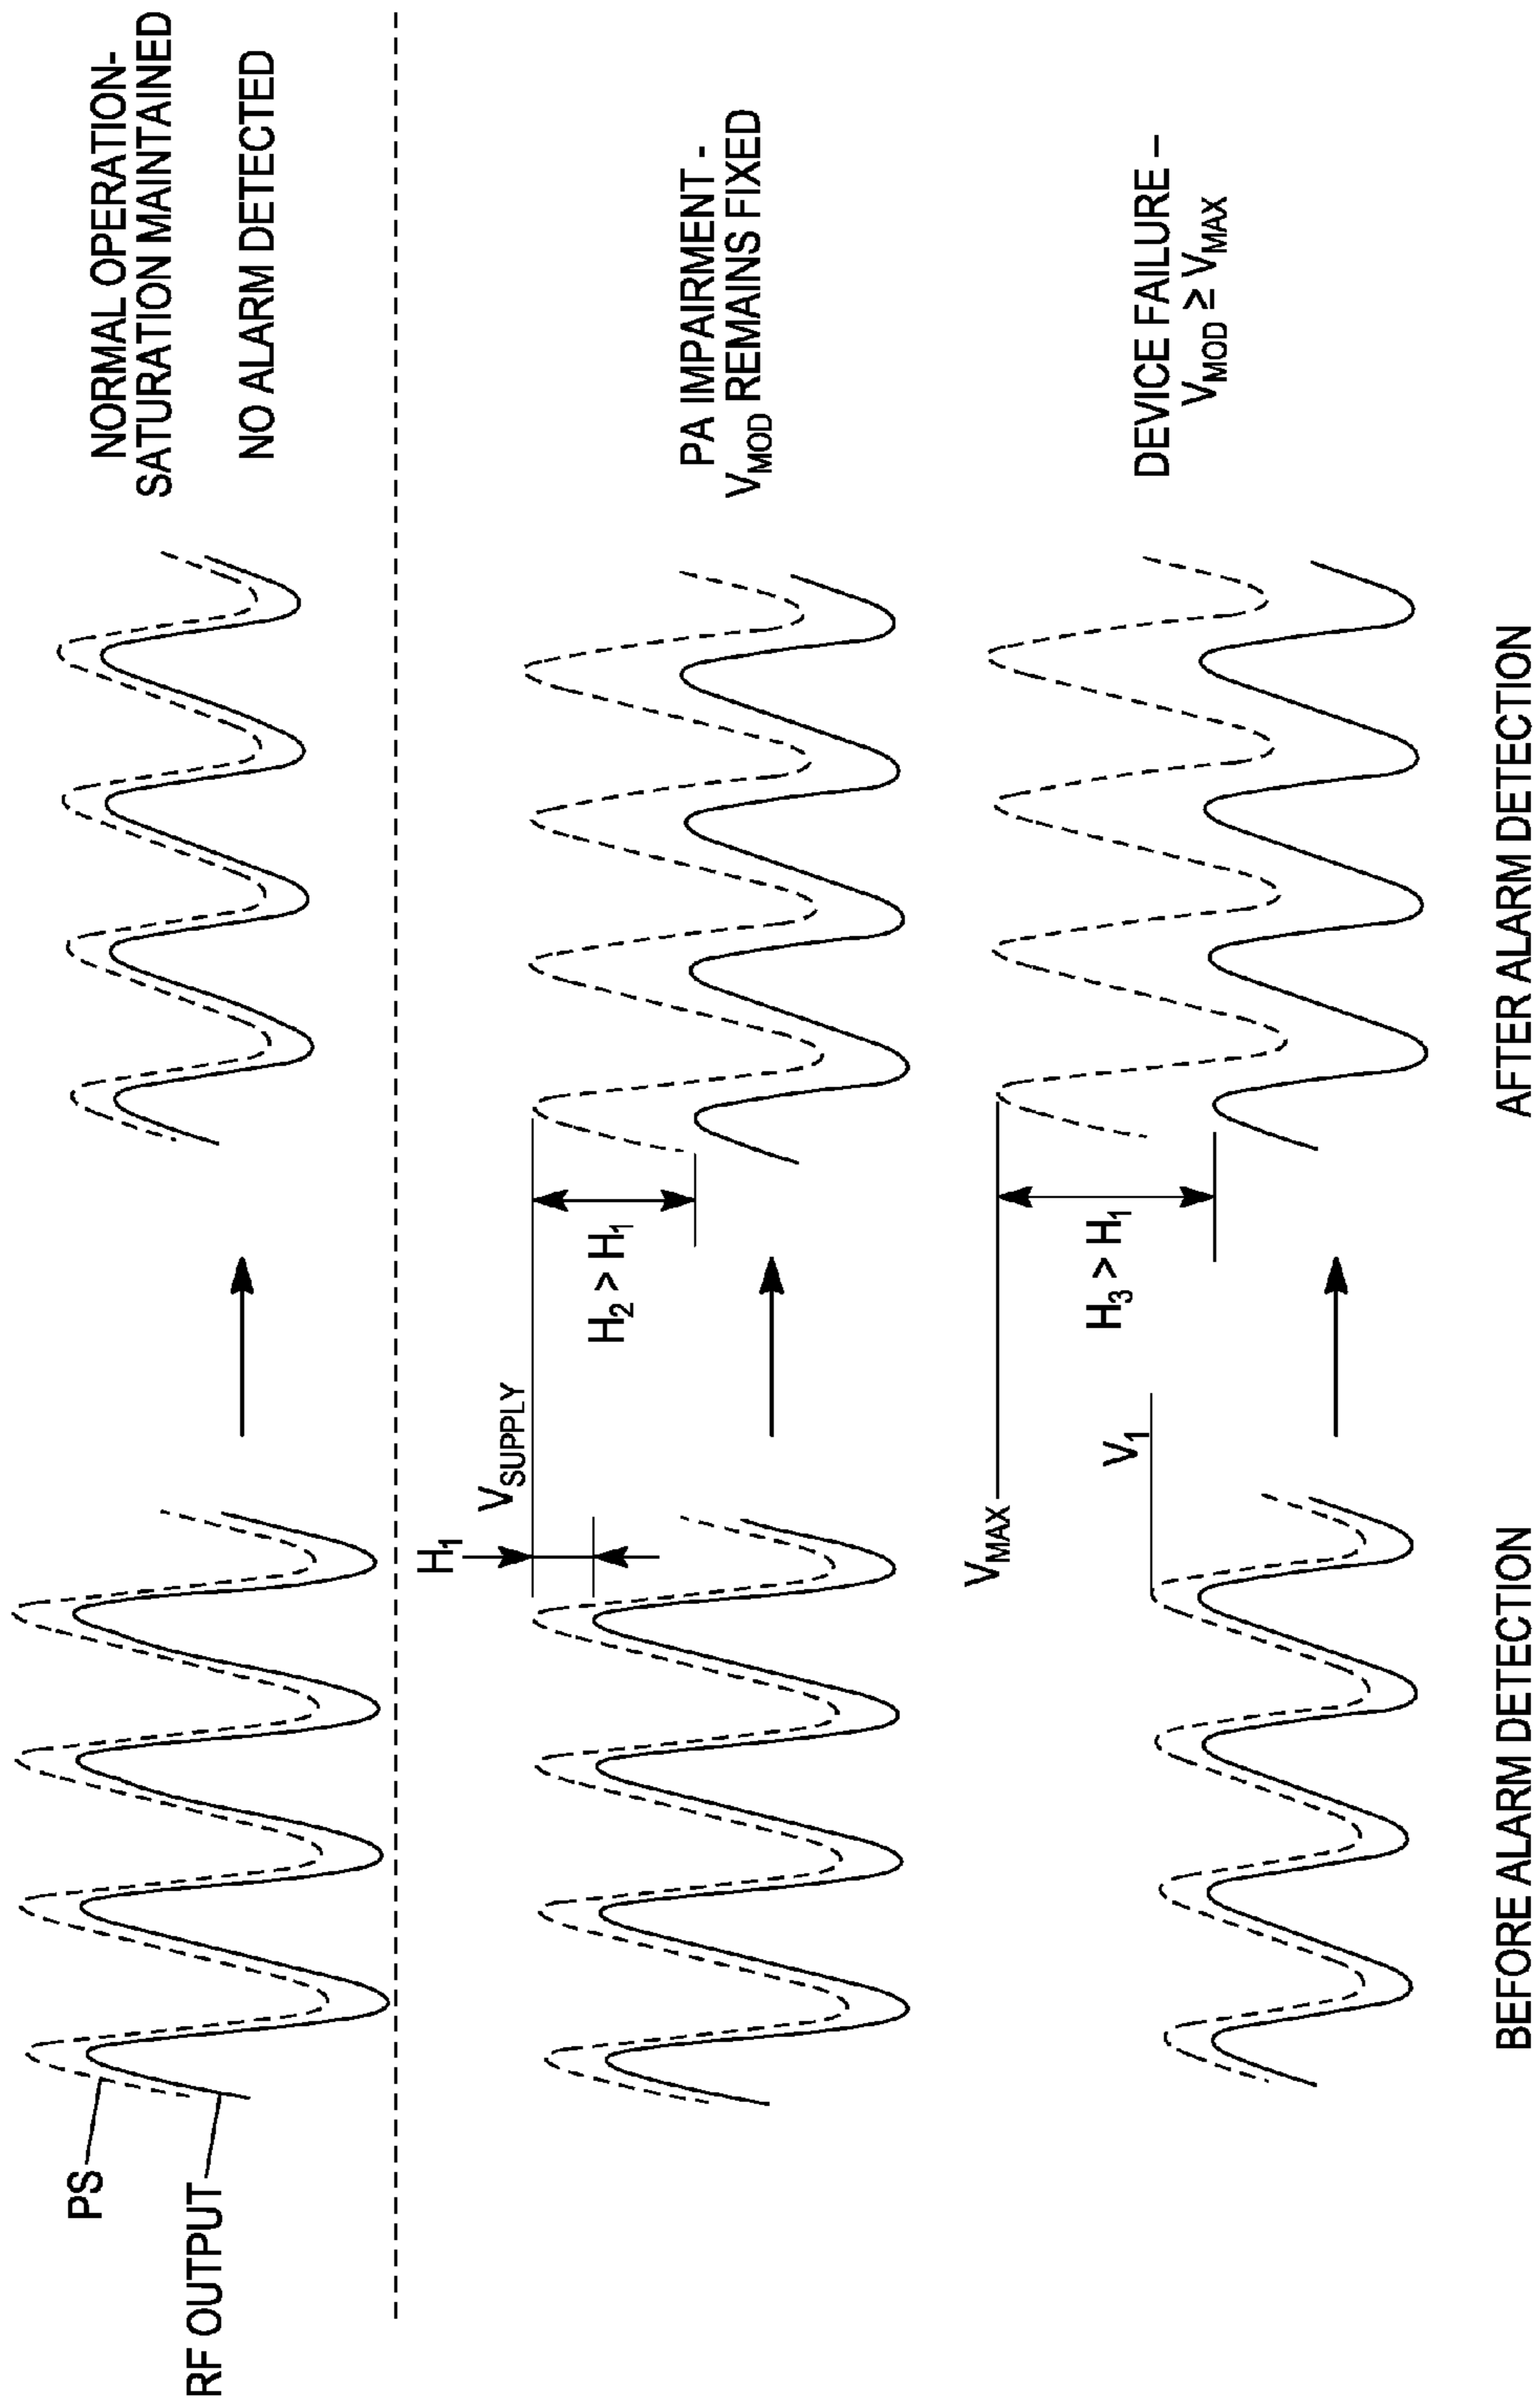 PS
RF OUTPUT
NORMAL OPERATION-
SATURATION MAINTAINED
NO ALARM DETECTED
H1
VSUPPLY
H2 > H1
PA IMPAIRMENT -
VMOD REMAINS FIXED
VMAX
V1
H3 > H1
DEVICE FAILURE –
VMOD ≥ VMAX
BEFORE ALARM DETECTION
AFTER ALARM DETECTION